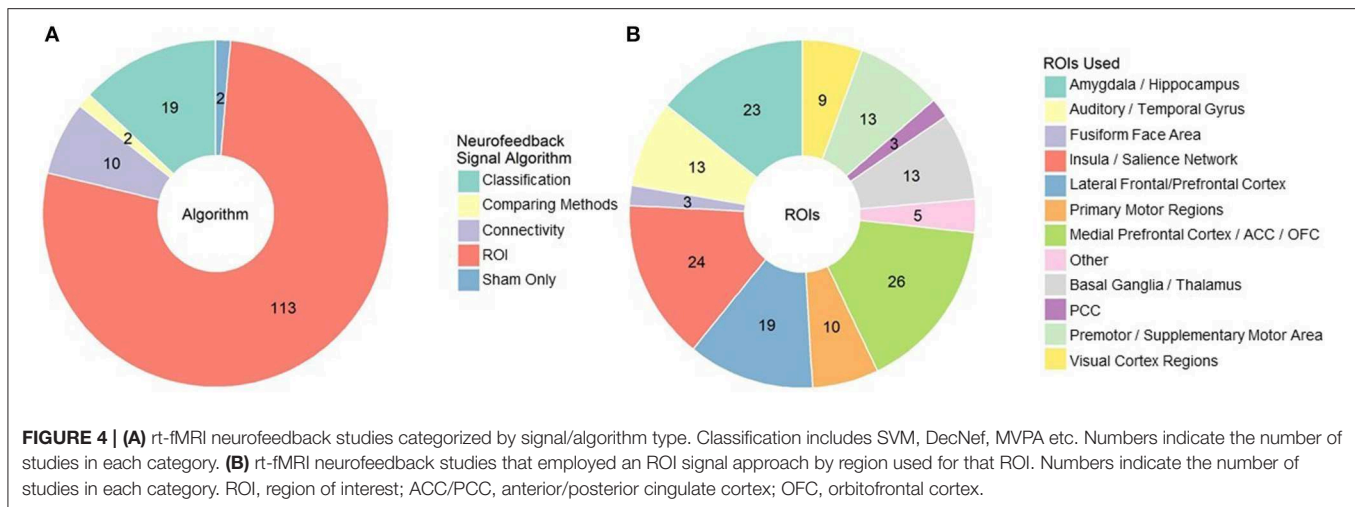 A
19
2
2
10
Algorithm
113
Neurofeedback
Signal Algorithm
Classification
Comparing Methods
Connectivity
ROI
Sham Only
B
23
9
13
13
3
3
13
ROIs
5
24
26
19
10
ROIs Used
Amygdala / Hippocampus
Auditory / Temporal Gyrus
Fusiform Face Area
Insula / Salience Network
Lateral Frontal/Prefrontal Cortex
Primary Motor Regions
Medial Prefrontal Cortex / ACC / OFC
Other
Basal Ganglia / Thalamus
PCC
Premotor / Supplementary Motor Area
Visual Cortex Regions
FIGURE 4 | (A) rt-fMRI neurofeedback studies categorized by signal/algorithm type. Classification includes SVM, DecNef, MVPA etc. Numbers indicate the number of
studies in each category. (B) rt-fMRI neurofeedback studies that employed an ROI signal approach by region used for that ROI. Numbers indicate the number of
studies in each category. ROI, region of interest; ACC/PCC, anterior/posterior cingulate cortex; OFC, orbitofrontal cortex.